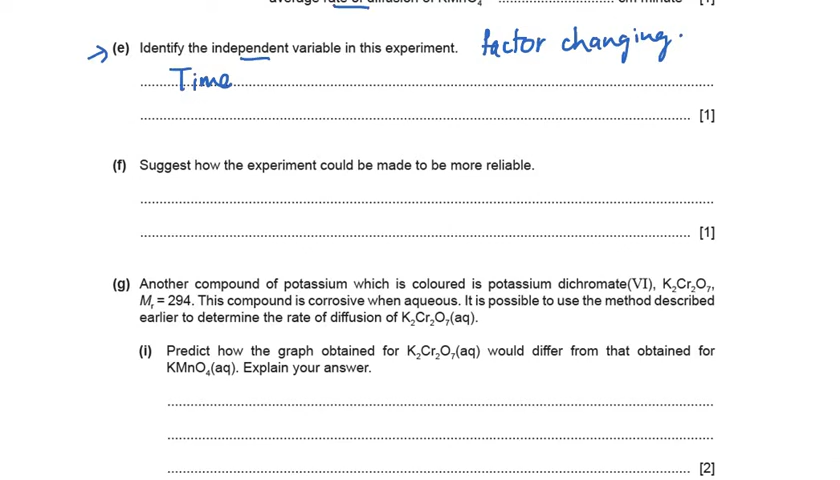 average rate of diffusion of KMnO₄ ........ cm minute [1]
(e) Identify the independent variable in this experiment. factor changing.
Time
[1]
(f) Suggest how the experiment could be made to be more reliable.
[1]
(g) Another compound of potassium which is coloured is potassium dichromate(VI), K₂Cr₂O₇,
Mᵣ = 294. This compound is corrosive when aqueous. It is possible to use the method described
earlier to determine the rate of diffusion of K₂Cr₂O₇(aq).
(i) Predict how the graph obtained for K₂Cr₂O₇(aq) would differ from that obtained for
KMnO₄(aq). Explain your answer.
[2]